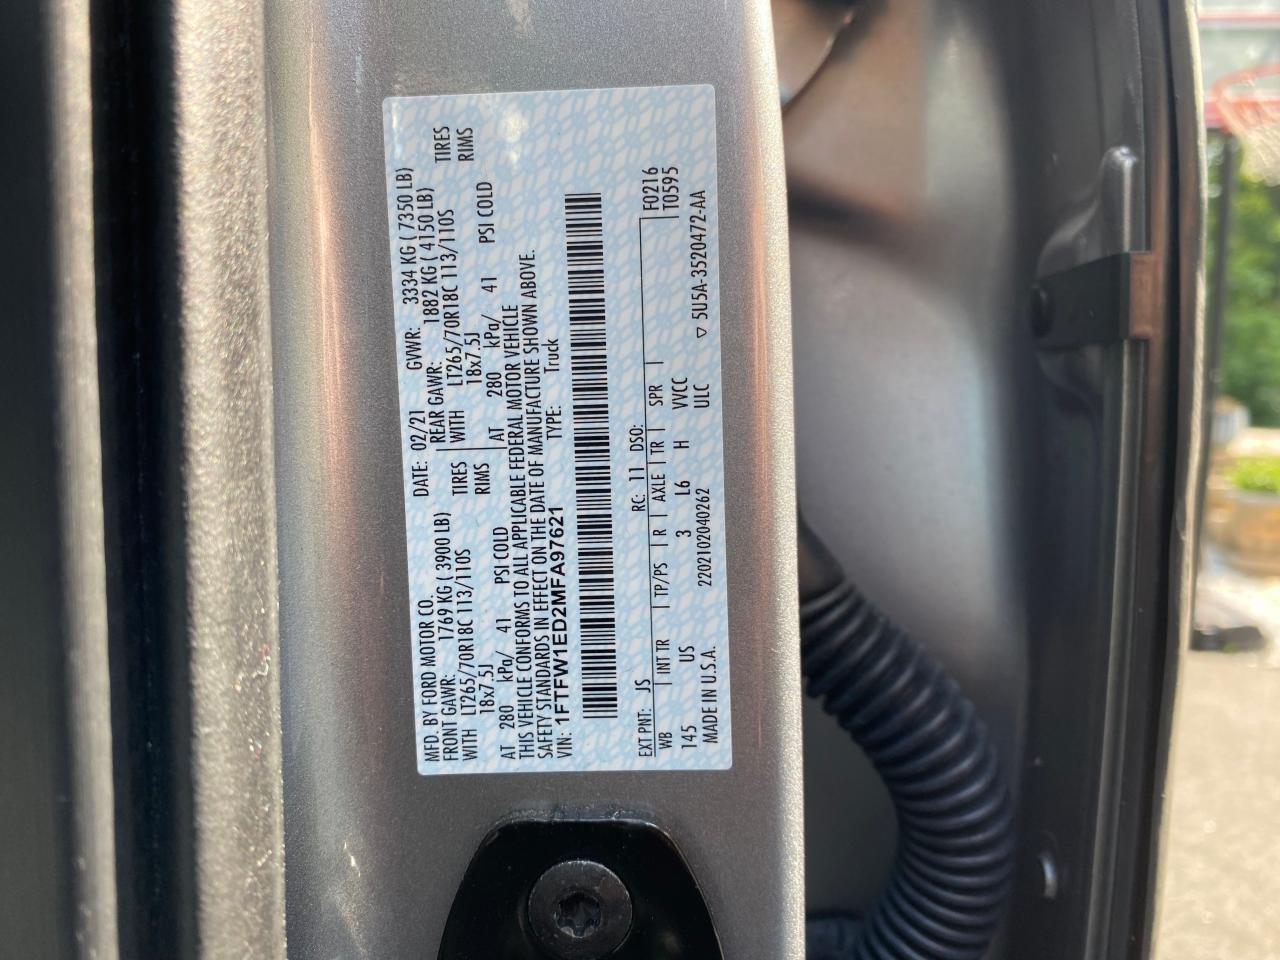 MFD. BY FORD MOTOR CO. DATE: 02/21 GVWR: 3334 KG ( 7350 LB)
FRONT GAWR: 1769 KG ( 3900 LB) REAR GAWR: 1882 KG ( 4150 LB)
WITH LT265/70R18C 113/110S TIRES WITH LT265/70R18C 113/110S TIRES
18x7.5J RIMS 18x7.5J RIMS
AT 280 kPa/ 41 PSI COLD AT 280 kPa/ 41 PSI COLD
THIS VEHICLE CONFORMS TO ALL APPLICABLE FEDERAL MOTOR VEHICLE
SAFETY STANDARDS IN EFFECT ON THE DATE OF MANUFACTURE SHOWN ABOVE.
VIN: 1FTFW1ED2MFA97621 TYPE: Truck
EXT PNT: JS RC: 11 DSO: F0216
WB INT TR TP/PS R AXLE TR SPR T0595
145 US 3 L6 H VVCC
MADE IN U.S.A. 2202102040262 ULC ▽ 5U5A-3520472-AA